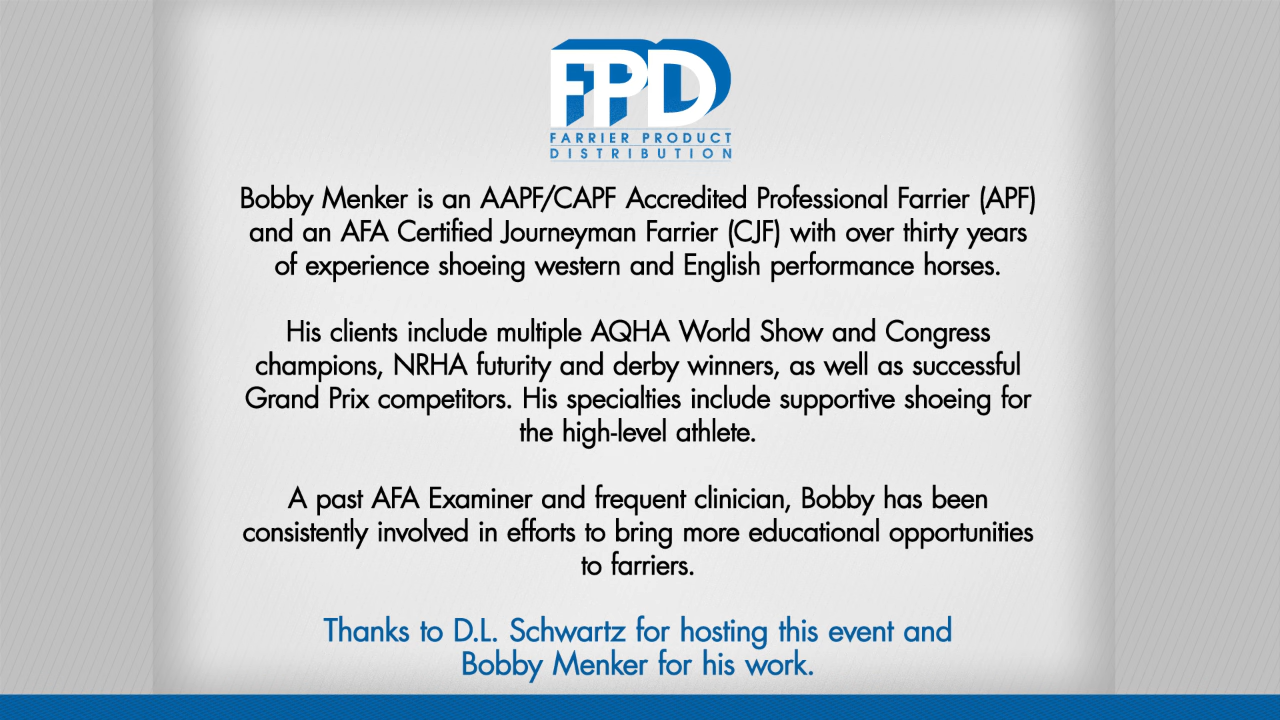 FPD
FARRIER PRODUCT
DISTRIBUTION
Bobby Menker is an AAPF/CAPF Accredited Professional Farrier (APF)
and an AFA Certified Journeyman Farrier (CJF) with over thirty years
of experience shoeing western and English performance horses.
His clients include multiple AQHA World Show and Congress
champions, NRHA futurity and derby winners, as well as successful
Grand Prix competitors. His specialties include supportive shoeing for
the high-level athlete.
A past AFA Examiner and frequent clinician, Bobby has been
consistently involved in efforts to bring more educational opportunities
to farriers.
Thanks to D.L. Schwartz for hosting this event and
Bobby Menker for his work.